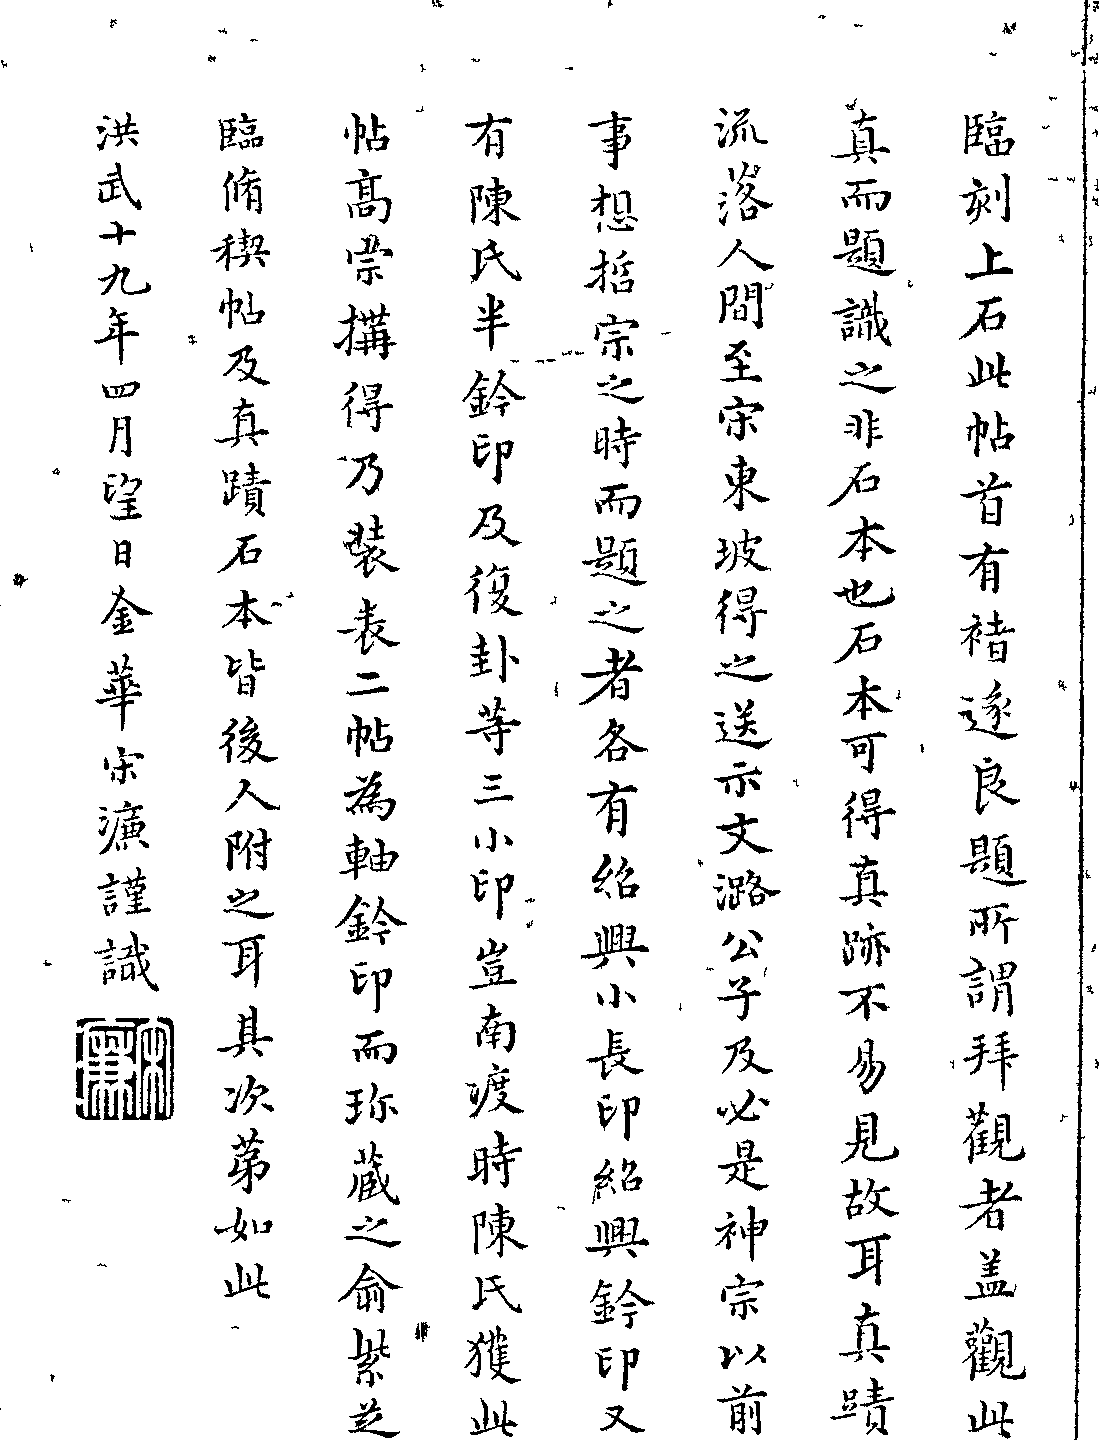 臨刻上石此帖首有褚遂良題所謂拜觀者盖觀此
真而題識之非石本也石本可得真跡不易見故耳真蹟
流落人間至宋東坡得之送示文潞公子及必是神宗以前
事想哲宗之時而題之者各有紹興小長印紹興鈐印又
有陳氏半鈐印及復卦等三小印豈南渡時陳氏獲此
帖高宗搆得乃裝表二帖為軸鈐印而珎蔵之俞紫芝
臨脩稧帖及真蹟石本皆後人附之耳其次苐如此
洪武十九年四月望日金華宋濂謹識
宋濂